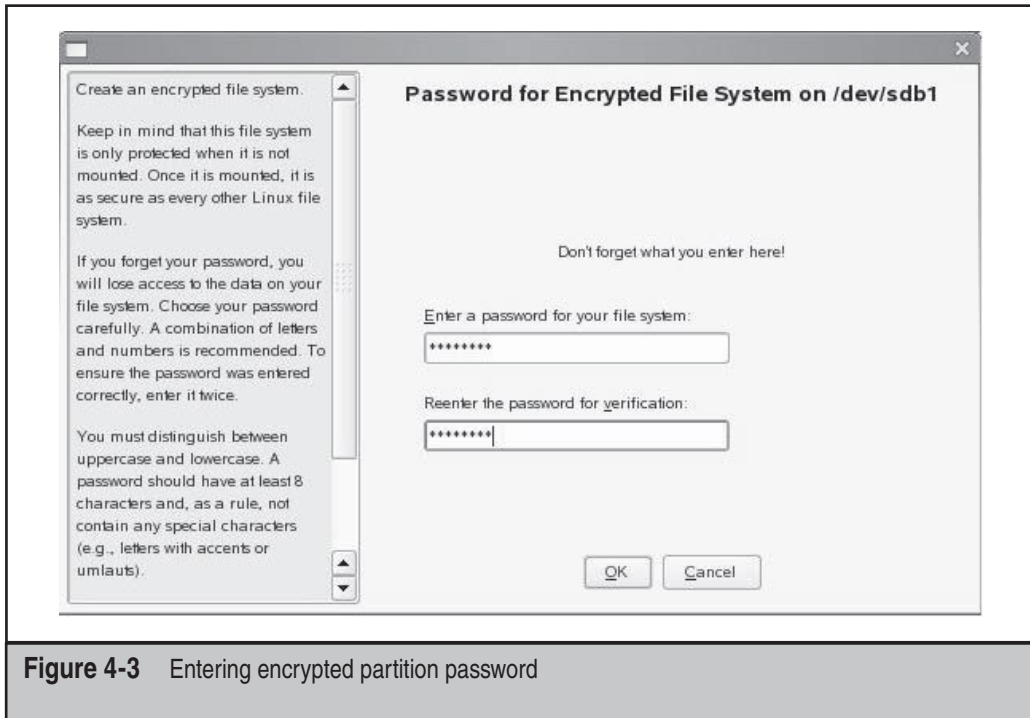 Create an encrypted file system.
Keep in mind that this file system
is only protected when it is not
mounted. Once it is mounted, it is
as secure as every other Linux file
system.
If you forget your password, you
will lose access to the data on your
file system. Choose your password
carefully. A combination of letters
and numbers is recommended. To
ensure the password was entered
correctly, enter it twice.
You must distinguish between
uppercase and lowercase. A
password should have at least 8
characters and, as a rule, not
contain any special characters
(e.g., letters with accents or
umlauts).
Password for Encrypted File System on /dev/sdb1
Don't forget what you enter here!
Enter a password for your file system:
********
Reenter the password for verification:
********
OK Cancel
Figure 4-3 Entering encrypted partition password